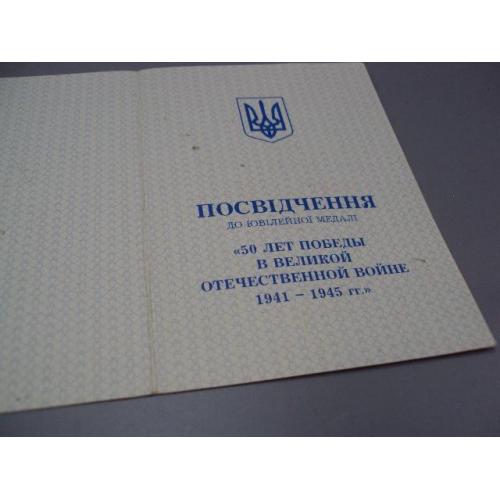 ПОСВІДЧЕННЯ
ДО ЮВІЛЕЙНОЇ МЕДАЛІ
«50 ЛЕТ ПОБЕДЫ
В ВЕЛИКОЙ
ОТЕЧЕСТВЕННОЙ ВОЙНЕ
1941 – 1945 гг.»